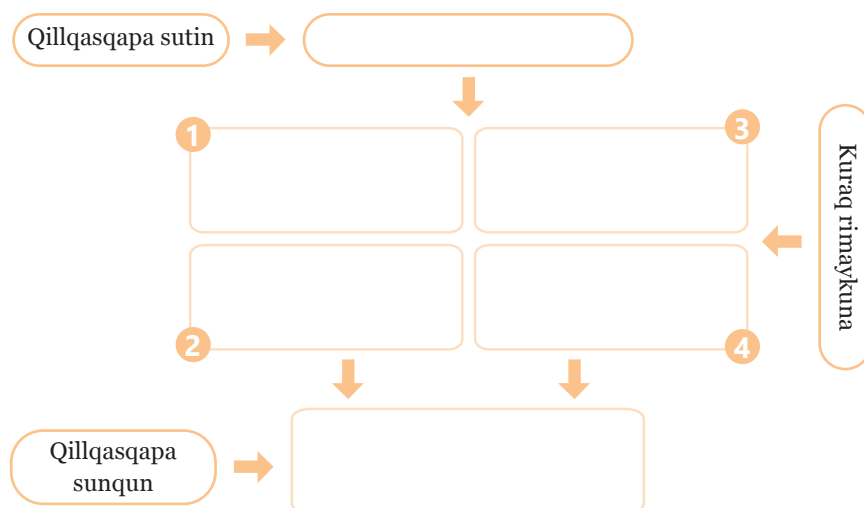 Qillqasqapa sutin
1
3
Kuraq rimaykuna
2
4
Qillqasqapa
sunqun